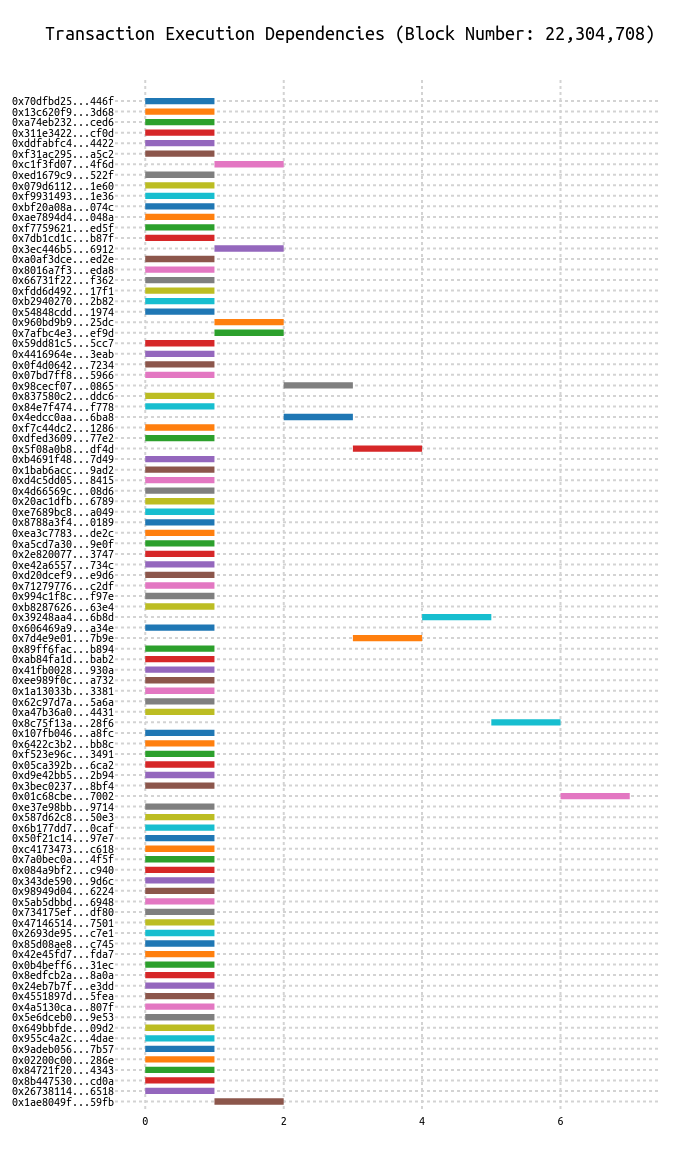 Transaction Execution Dependencies (Block Number: 22,304,708)
0x70dfbd25...446f
0x13c620f9...3d68
0xa74eb232...ced6
0x311e3422...cf0d
0xddfabfc4...4422
0xf31ac295...a5c2
0xc1f3fd07...4f6d
0xed1679c9...522f
0x079d6112...1e60
0xf9931493...1e36
0xbf20a08a...074c
0xae7894d4...048a
0xf7759621...ed5f
0x7db1cd1c...b87f
0x3ec446b5...6912
0xa0af3dce...ed2e
0x8016a7f3...eda8
0x66731f22...f362
0xfdd6d492...17f1
0xb2940270...2b82
0x54848cdd...1974
0x960bd9b9...25dc
0x7afbc4e3...ef9d
0x59dd81c5...5cc7
0x4416964e...3eab
0x0f4d0642...7234
0x07bd7ff8...5966
0x98cecf07...0865
0x837580c2...ddc6
0x84e7f474...f778
0x4edcc0aa...6ba8
0xf7c44dc2...1286
0xdfed3609...77e2
0x5f08a0b8...df4d
0xb4691f48...7d49
0x1bab6acc...9ad2
0xd4c5dd05...8415
0x4d66569c...08d6
0x20ac1dfb...6789
0xe7689bc8...a049
0x8788a3f4...0189
0xea3c7783...de2c
0xa5cd7a30...9e0f
0x2e820077...3747
0xe42a6557...734c
0xd20dcef9...e9d6
0x71279776...c2df
0x994c1f8c...f97e
0xb8287626...63e4
0x39248aa4...6b8d
0x606469a9...a34e
0x7d4e9e01...7b9e
0x89ff6fac...b894
0xab84fa1d...bab2
0x41fb0028...930a
0xee989f0c...a732
0x1a13033b...3381
0x62c97d7a...5a6a
0xa47b36a0...4431
0x8c75f13a...28f6
0x107fb046...a8fc
0x6422c3b2...bb8c
0xf523e96c...3491
0x05ca392b...6ca2
0xd9e42bb5...2b94
0x3bec0237...8bf4
0x01c68cbe...7002
0xe37e98bb...9714
0x587d62c8...50e3
0x6b177dd7...0caf
0x50f21c14...97e7
0xc4173473...c618
0x7a0bec0a...4f5f
0x084a9bf2...c940
0x343de590...9d6c
0x98949d04...6224
0x5ab5dbbd...6948
0x734175ef...df80
0x47146514...7501
0x2693de95...c7e1
0x85d08ae8...c745
0x42e45fd7...fda7
0x0b4beff6...31ec
0x8edfcb2a...8a0a
0x24eb7b7f...e3dd
0x4551897d...5fea
0x4a5130ca...807f
0x5e6dceb0...9e53
0x649bbfde...09d2
0x955c4a2c...4dae
0x9adeb056...7b57
0x02200c00...286e
0x84721f20...4343
0x8b447530...cd0a
0x26738114...6518
0x1ae8049f...59fb
0 2 4 6